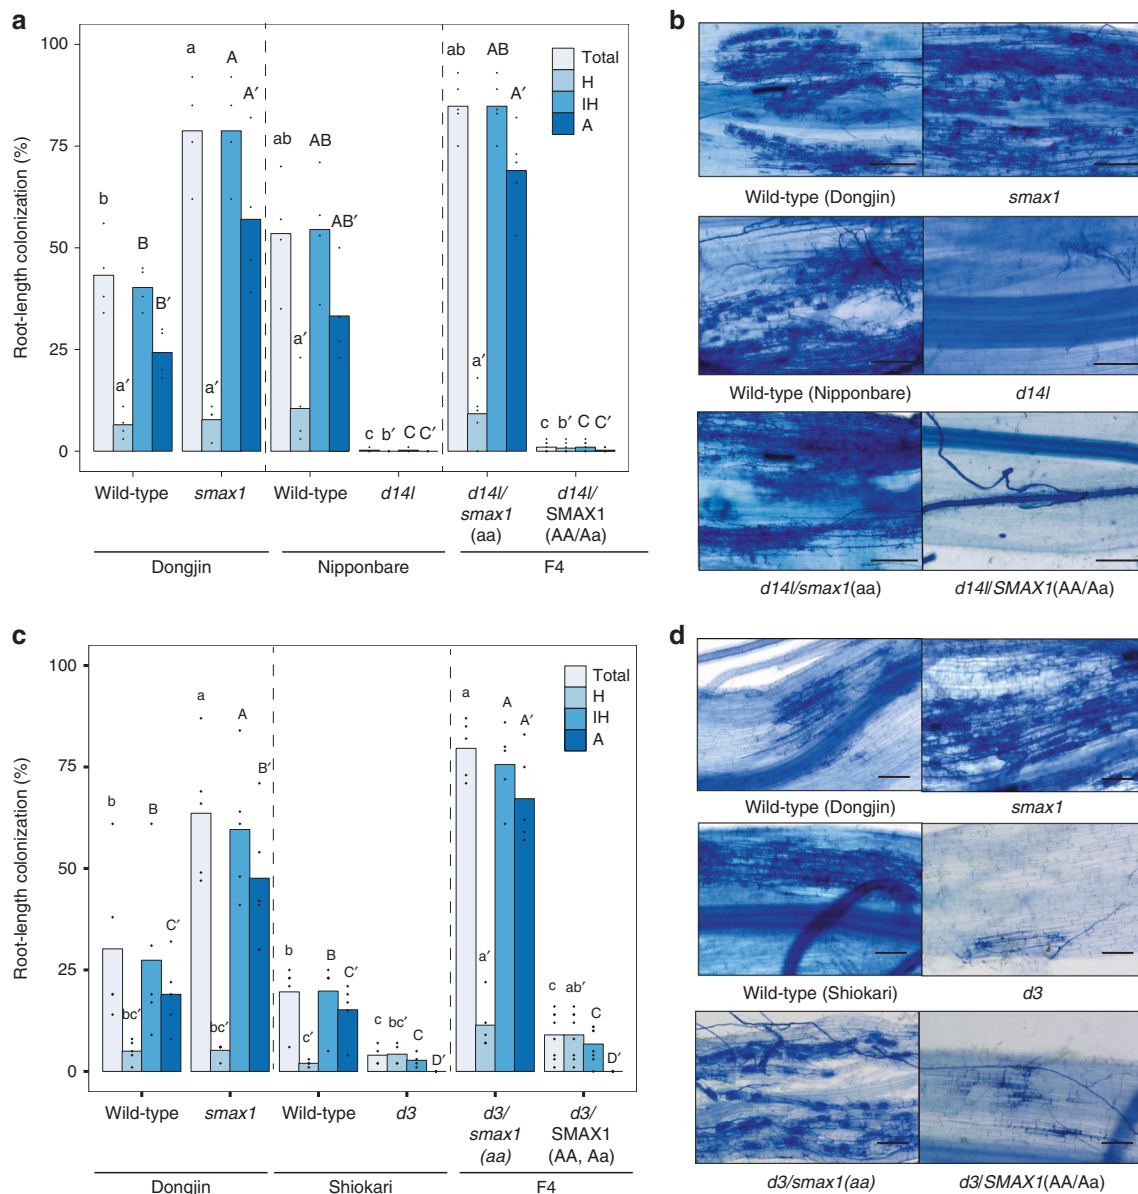 a
Root-length colonization (%)
100
75
50
25
0
b
a'
B
B'
a
a'
A
A'
ab
a'
AB
AB'
c
b'
C
C'
ab
a'
AB
A'
c
b'
C
C'
Total
H
IH
A
Wild-type
smax1
Wild-type
d14l
d14l/
smax1
(aa)
d14l/
SMAX1
(AA/Aa)
Dongjin
Nipponbare
F4
b
Wild-type (Dongjin)
smax1
Wild-type (Nipponbare)
d14l
d14l/smax1(aa)
d14l/SMAX1(AA/Aa)
c
Root-length colonization (%)
100
75
50
25
0
b
bc'
B
C'
a
bc'
A
B'
b
c'
B
C'
c
bc'
C
D'
a
a'
A
A'
c
ab'
C
D'
Total
H
IH
A
Wild-type
smax1
Wild-type
d3
d3/
smax1
(aa)
d3/
SMAX1
(AA, Aa)
Dongjin
Shiokari
F4
d
Wild-type (Dongjin)
smax1
Wild-type (Shiokari)
d3
d3/smax1(aa)
d3/SMAX1(AA/Aa)